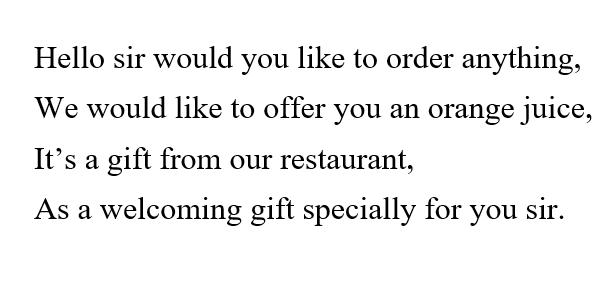 Hello sir would you like to order anything,
We would like to offer you an orange juice,
It’s a gift from our restaurant,
As a welcoming gift specially for you sir.